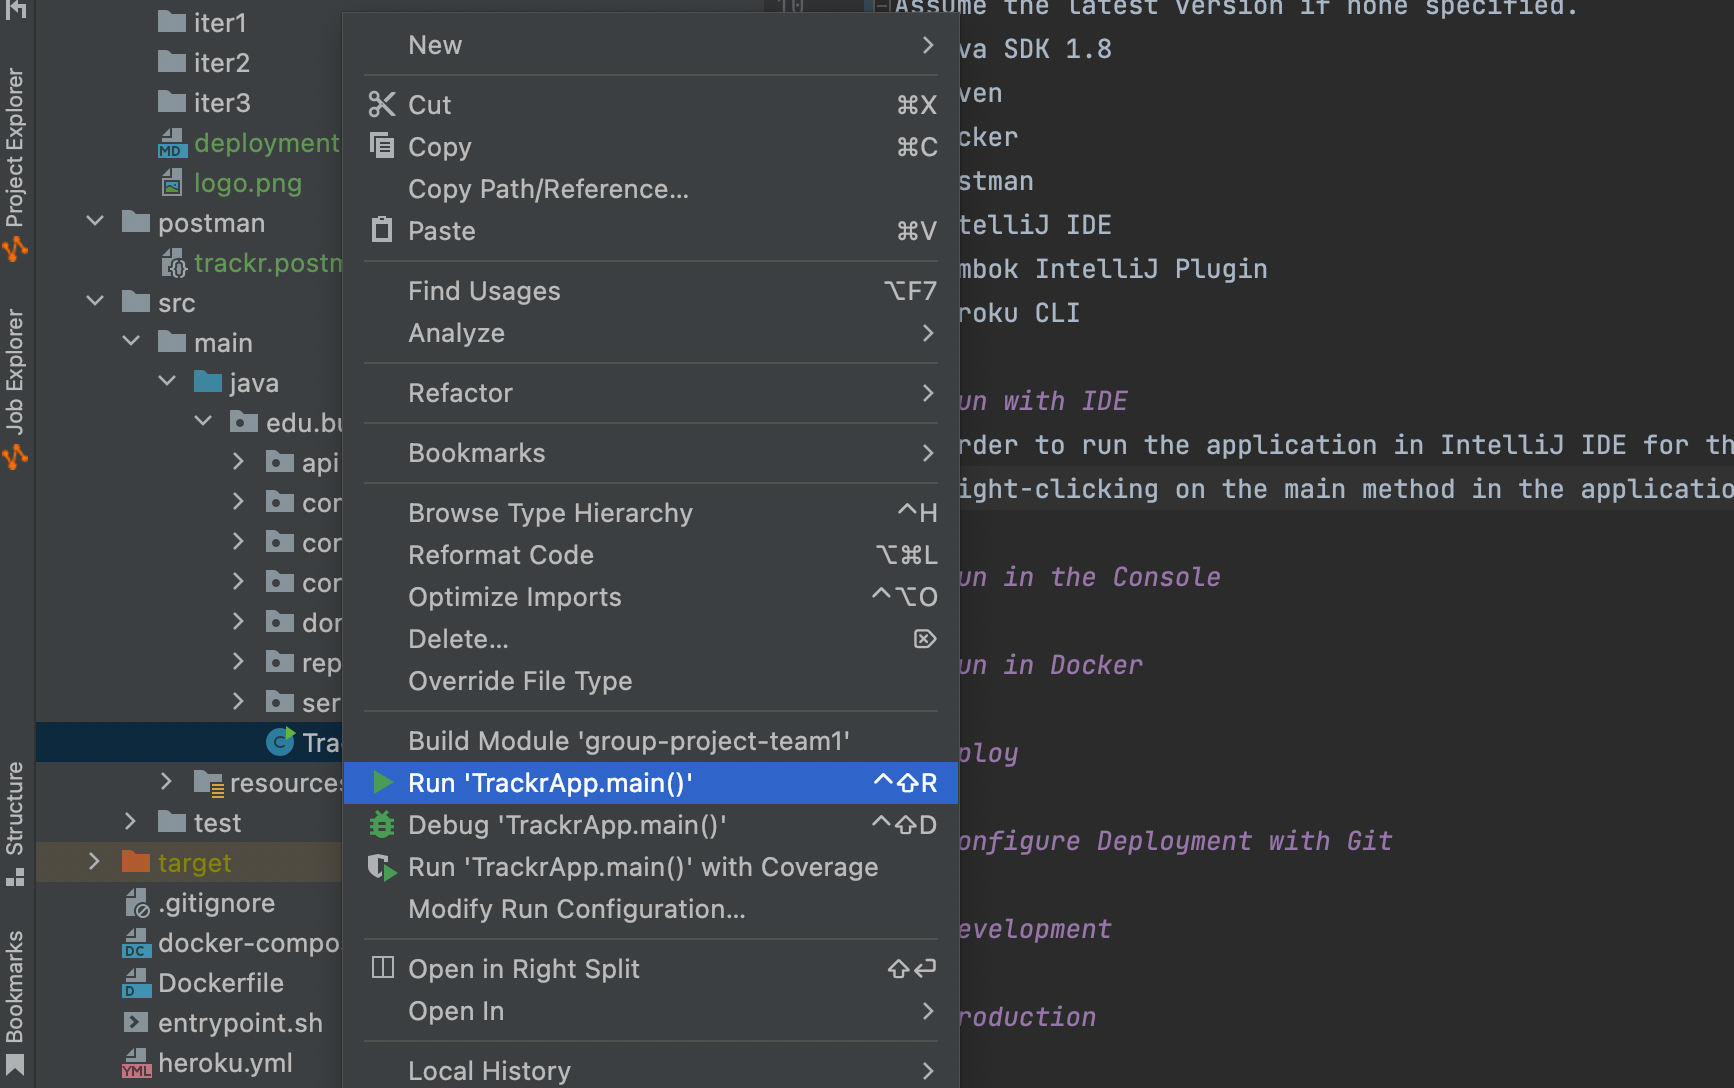 Project Explorer
Job Explorer
Structure
Bookmarks
iter1
iter2
iter3
deployment
logo.png
postman
trackr.postm
src
main
java
edu.bu
api
con
con
con
don
rep
ser
Tra
resources
test
target
.gitignore
docker-compo
Dockerfile
entrypoint.sh
heroku.yml
New
Cut ⌘X
Copy ⌘C
Copy Path/Reference...
Paste ⌘V
Find Usages ⌥F7
Analyze
Refactor
Bookmarks
Browse Type Hierarchy ^H
Reformat Code ⌥⌘L
Optimize Imports ^⌥O
Delete... ⌦
Override File Type
Build Module 'group-project-team1'
Run 'TrackrApp.main()' ^⇧R
Debug 'TrackrApp.main()' ^⇧D
Run 'TrackrApp.main()' with Coverage
Modify Run Configuration...
Open in Right Split ⇧↩
Open In
Local History
10
Assume the latest version if none specified.
va SDK 1.8
ven
cker
stman
telliJ IDE
mbok IntelliJ Plugin
roku CLI
un with IDE
rder to run the application in IntelliJ IDE for th
ight-clicking on the main method in the applicatio
un in the Console
un in Docker
ploy
onfigure Deployment with Git
evelopment
roduction